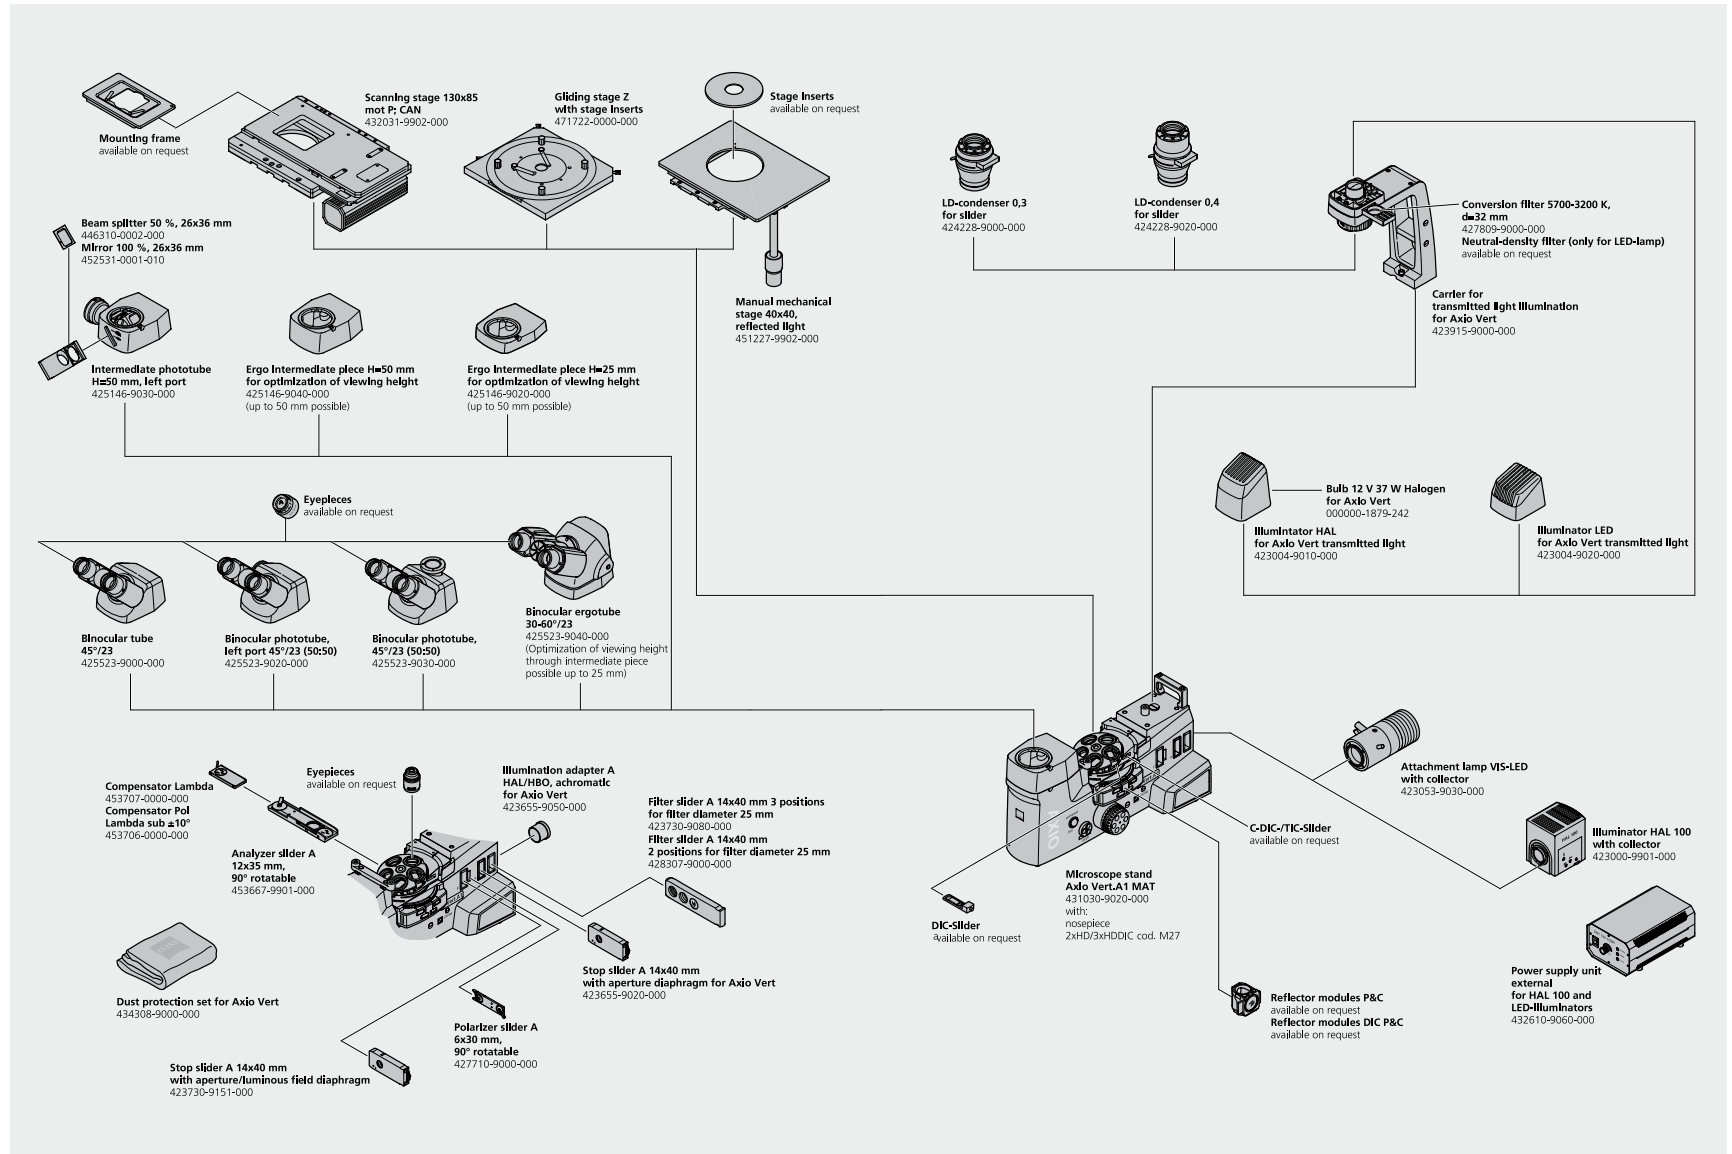 Scanning stage 130x85
mot P; CAN
432031-9902-000
Gliding stage Z
with stage inserts
471722-0000-000
Stage inserts
available on request
Mounting frame
available on request
LD-condenser 0,3
for slider
424228-9000-000
LD-condenser 0,4
for slider
424228-9020-000
Conversion filter 5700-3200 K,
d=32 mm
427809-9000-000
Neutral-density filter (only for LED-lamp)
available on request
Beam splitter 50 %, 26x36 mm
446310-0002-000
Mirror 100 %, 26x36 mm
452531-0001-010
Manual mechanical
stage 40x40,
reflected light
451227-9902-000
Carrier for
transmitted light illumination
for Axio Vert
423915-9000-000
Intermediate phototube
H=50 mm, left port
425146-9030-000
Ergo intermediate piece H=50 mm
for optimization of viewing height
425146-9040-000
(up to 50 mm possible)
Ergo intermediate piece H=25 mm
for optimization of viewing height
425146-9020-000
(up to 50 mm possible)
Eyepieces
available on request
Bulb 12 V 37 W Halogen
for Axio Vert
000000-1879-242
Illumintator HAL
for Axio Vert transmitted light
423004-9010-000
Illuminator LED
for Axio Vert transmitted light
423004-9020-000
Binocular tube
45°/23
425523-9000-000
Binocular phototube,
left port 45°/23 (50:50)
425523-9020-000
Binocular phototube,
45°/23 (50:50)
425523-9030-000
Binocular ergotube
30-60°/23
425523-9040-000
(Optimization of viewing height
through intermediate piece
possible up to 25 mm)
Compensator Lambda
453707-0000-000
Compensator Pol
Lambda sub ±10°
453706-0000-000
Eyepieces
available on request
Illumination adapter A
HAL/HBO, achromatic
for Axio Vert
423655-9050-000
Filter slider A 14x40 mm 3 positions
for filter diameter 25 mm
423730-9080-000
Filter slider A 14x40 mm
2 positions for filter diameter 25 mm
428307-9000-000
Analyzer slider A
12x35 mm,
90° rotatable
453667-9901-000
Attachment lamp VIS-LED
with collector
423053-9030-000
C-DIC-/TIC-Slider
available on request
HAL 100
Illuminator HAL 100
with collector
423000-9901-000
AXIO
Microscope stand
Axio Vert.A1 MAT
431030-9020-000
with:
nosepiece
2xHD/3xHDDIC cod. M27
DIC-Slider
available on request
Stop slider A 14x40 mm
with aperture diaphragm for Axio Vert
423655-9020-000
ZEISS
Dust protection set for Axio Vert
434308-9000-000
Polarizer slider A
6x30 mm,
90° rotatable
427710-9000-000
Stop slider A 14x40 mm
with aperture/luminous field diaphragm
423730-9151-000
Reflector modules P&C
available on request
Reflector modules DIC P&C
available on request
Power supply unit
external
for HAL 100 and
LED-Illuminators
432610-9060-000